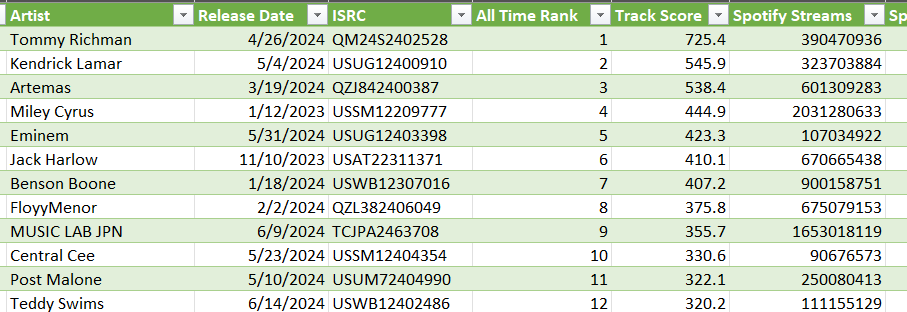 Artist Release Date ISRC All Time Rank Track Score Spotify Streams Sp
Tommy Richman 4/26/2024 QM24S2402528 1 725.4 390470936
Kendrick Lamar 5/4/2024 USUG12400910 2 545.9 323703884
Artemas 3/19/2024 QZJ842400387 3 538.4 601309283
Miley Cyrus 1/12/2023 USSM12209777 4 444.9 2031280633
Eminem 5/31/2024 USUG12403398 5 423.3 107034922
Jack Harlow 11/10/2023 USAT22311371 6 410.1 670665438
Benson Boone 1/18/2024 USWB12307016 7 407.2 900158751
FloyyMenor 2/2/2024 QZL382406049 8 375.8 675079153
MUSIC LAB JPN 6/9/2024 TCJPA2463708 9 355.7 1653018119
Central Cee 5/23/2024 USSM12404354 10 330.6 90676573
Post Malone 5/10/2024 USUM72404990 11 322.1 250080413
Teddy Swims 6/14/2024 USWB12402486 12 320.2 111155129